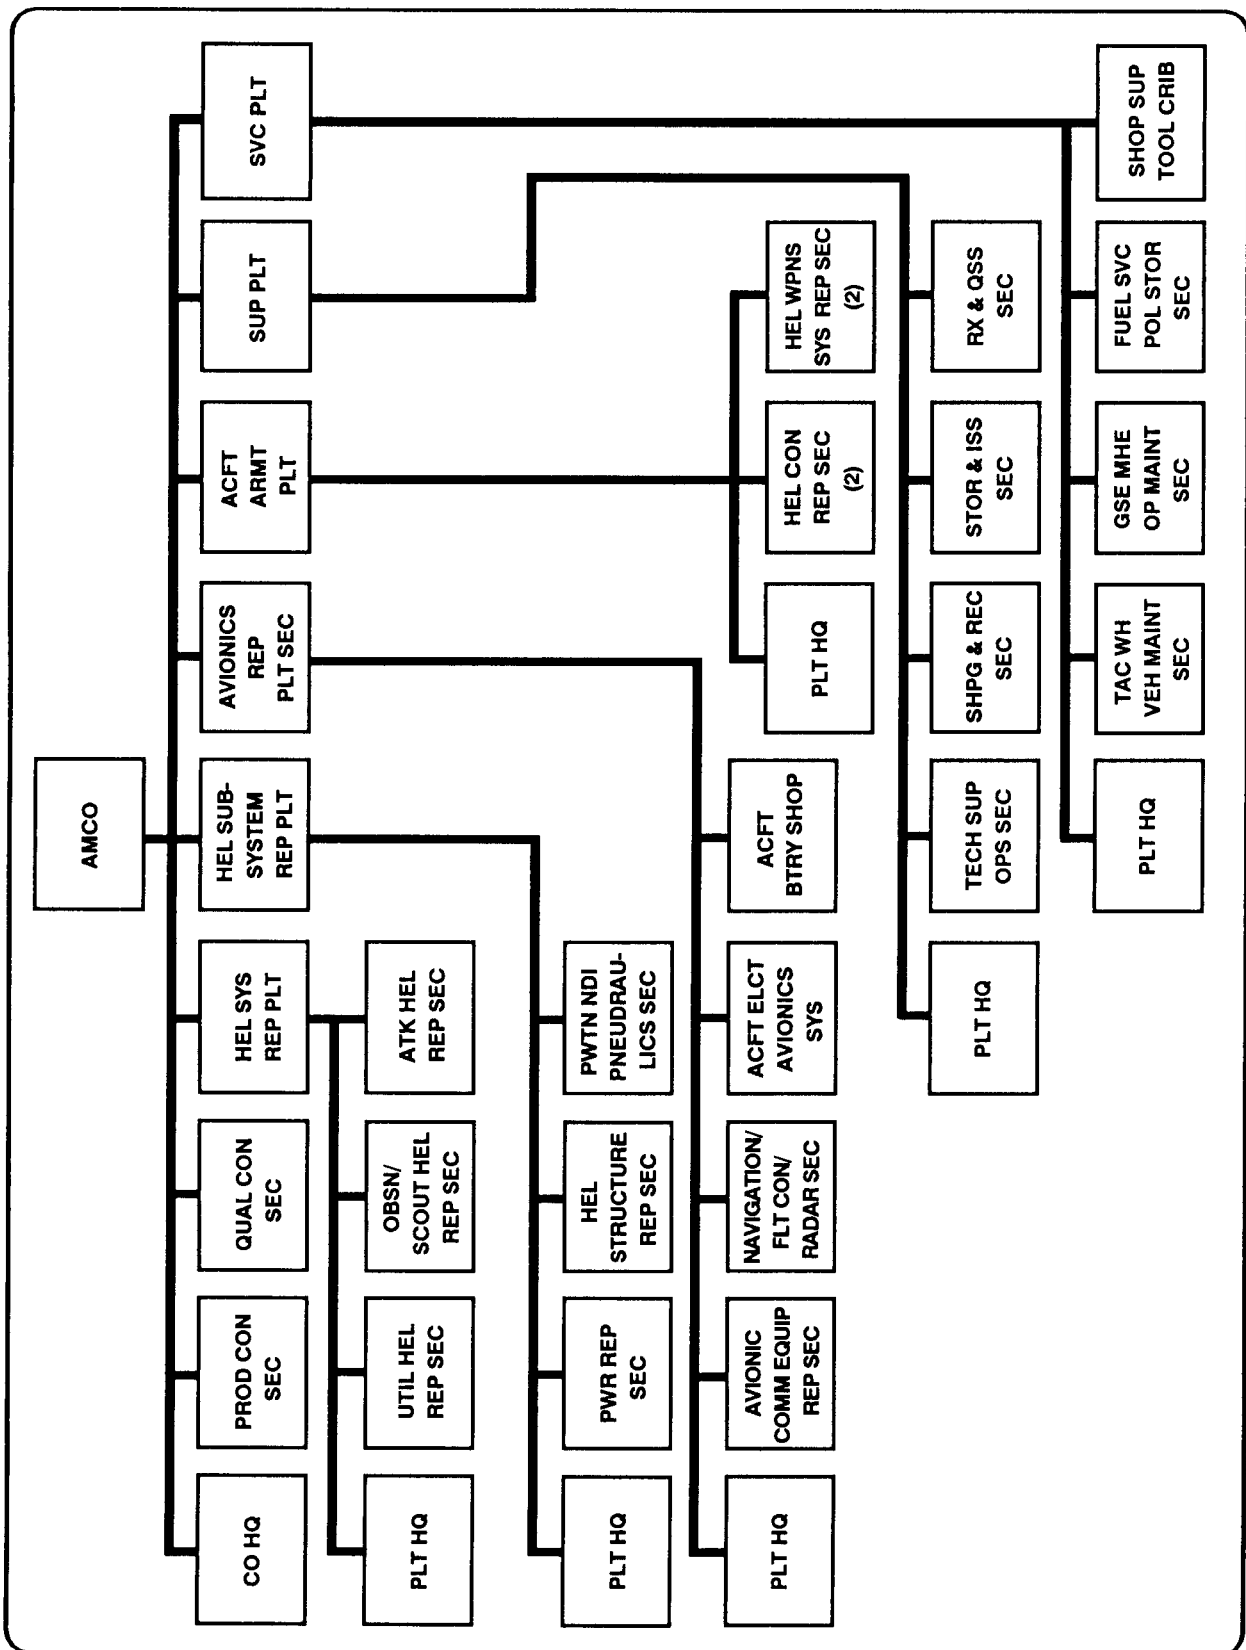 AMCO
CO HQ
PROD CON
SEC
QUAL CON
SEC
HEL SYS
REP PLT
HEL SUB-
SYSTEM
REP PLT
AVIONICS
REP
PLT SEC
ACFT
ARMT
PLT
SUP PLT
SVC PLT
PLT HQ
UTIL HEL
REP SEC
OBSN/
SCOUT HEL
REP SEC
ATK HEL
REP SEC
PLT HQ
PWR REP
SEC
HEL
STRUCTURE
REP SEC
PWTN NDI
PNEUDRAU-
LICS SEC
PLT HQ
AVIONIC
COMM EQUIP
REP SEC
NAVIGATION/
FLT CON/
RADAR SEC
ACFT ELCT
AVIONICS
SYS
ACFT
BTRY SHOP
PLT HQ
HEL CON
REP SEC
(2)
HEL WPNS
SYS REP SEC
(2)
PLT HQ
TECH SUP
OPS SEC
SHPG & REC
SEC
STOR & ISS
SEC
RX & QSS
SEC
PLT HQ
TAC WH
VEH MAINT
SEC
GSE MHE
OP MAINT
SEC
FUEL SVC
POL STOR
SEC
SHOP SUP
TOOL CRIB